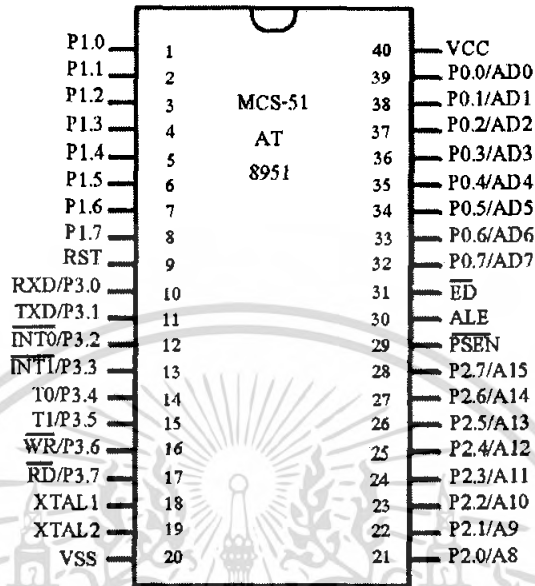 P1.0 1 40 VCC
P1.1 2 39 P0.0/AD0
P1.2 3 MCS-51 38 P0.1/AD1
P1.3 4 AT 37 P0.2/AD2
P1.4 5 8951 36 P0.3/AD3
P1.5 6 35 P0.4/AD4
P1.6 7 34 P0.5/AD5
P1.7 8 33 P0.6/AD6
RST 9 32 P0.7/AD7
RXD/P3.0 10 31 E̅D̅
TXD/P3.1 11 30 ALE
I̅N̅T̅0̅/P3.2 12 29 P̅S̅E̅N̅
I̅N̅T̅1̅/P3.3 13 28 P2.7/A15
T0/P3.4 14 27 P2.6/A14
T1/P3.5 15 26 P2.5/A13
W̅R̅/P3.6 16 25 P2.4/A12
R̅D̅/P3.7 17 24 P2.3/A11
XTAL1 18 23 P2.2/A10
XTAL2 19 22 P2.1/A9
VSS 20 21 P2.0/A8